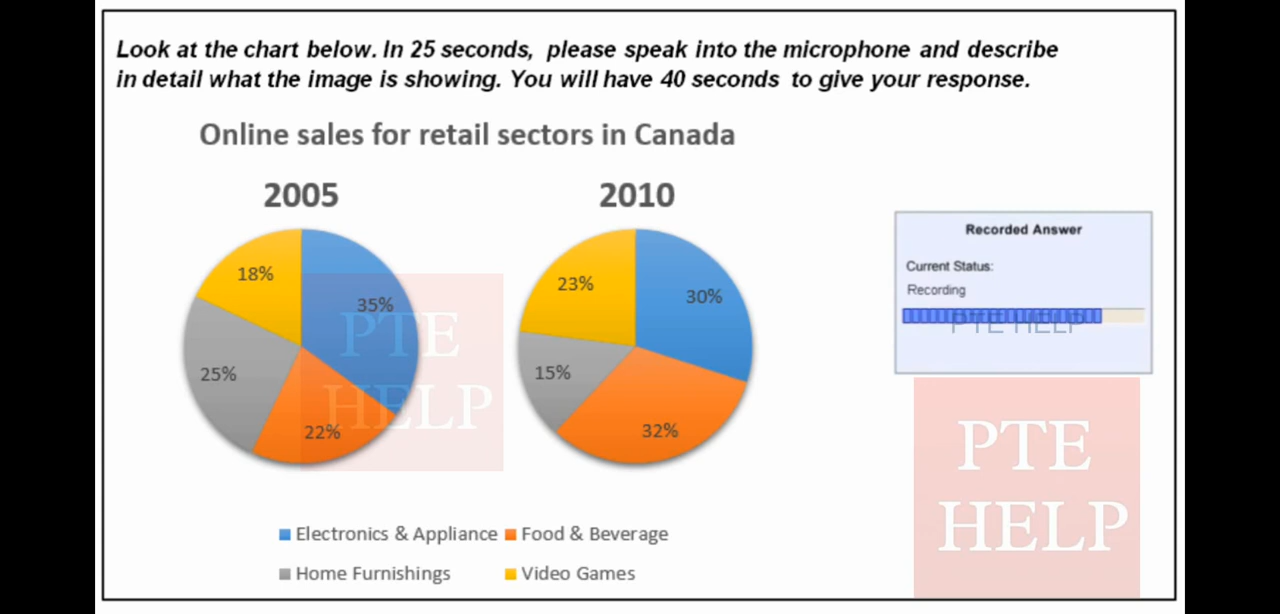 Look at the chart below. In 25 seconds, please speak into the microphone and describe
in detail what the image is showing. You will have 40 seconds to give your response.
Online sales for retail sectors in Canada
2005
2010
18%
35%
25%
22%
23%
30%
15%
32%
PTE
HELP
Electronics & Appliance
Food & Beverage
Home Furnishings
Video Games
Recorded Answer
Current Status:
Recording
PTE HELP
PTE
HELP